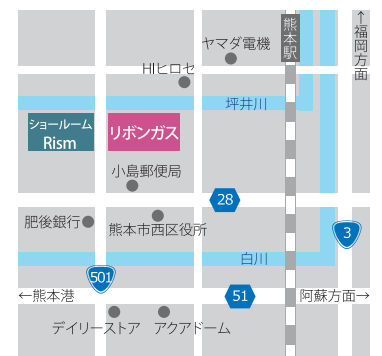 熊本駅
↑福岡方面
ヤマダ電機
HIヒロセ
坪井川
ショールーム
Rism
リボンガス
小島郵便局
28
肥後銀行
熊本市西区役所
3
白川
501
51
←熊本港
阿蘇方面→
デイリーストア
アクアドーム